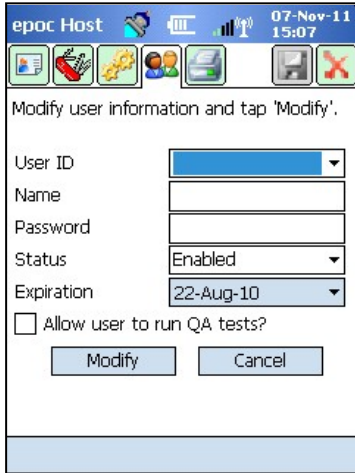 epoc Host 07-Nov-11
15:07
Modify user information and tap 'Modify'.
User ID
Name
Password
Status Enabled
Expiration 22-Aug-10
Allow user to run QA tests?
Modify Cancel